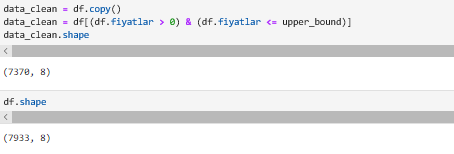 data_clean = df.copy()
data_clean = df[(df.fiyatlar > 0) & (df.fiyatlar <= upper_bound)]
data_clean.shape
(7370, 8)
df.shape
(7933, 8)